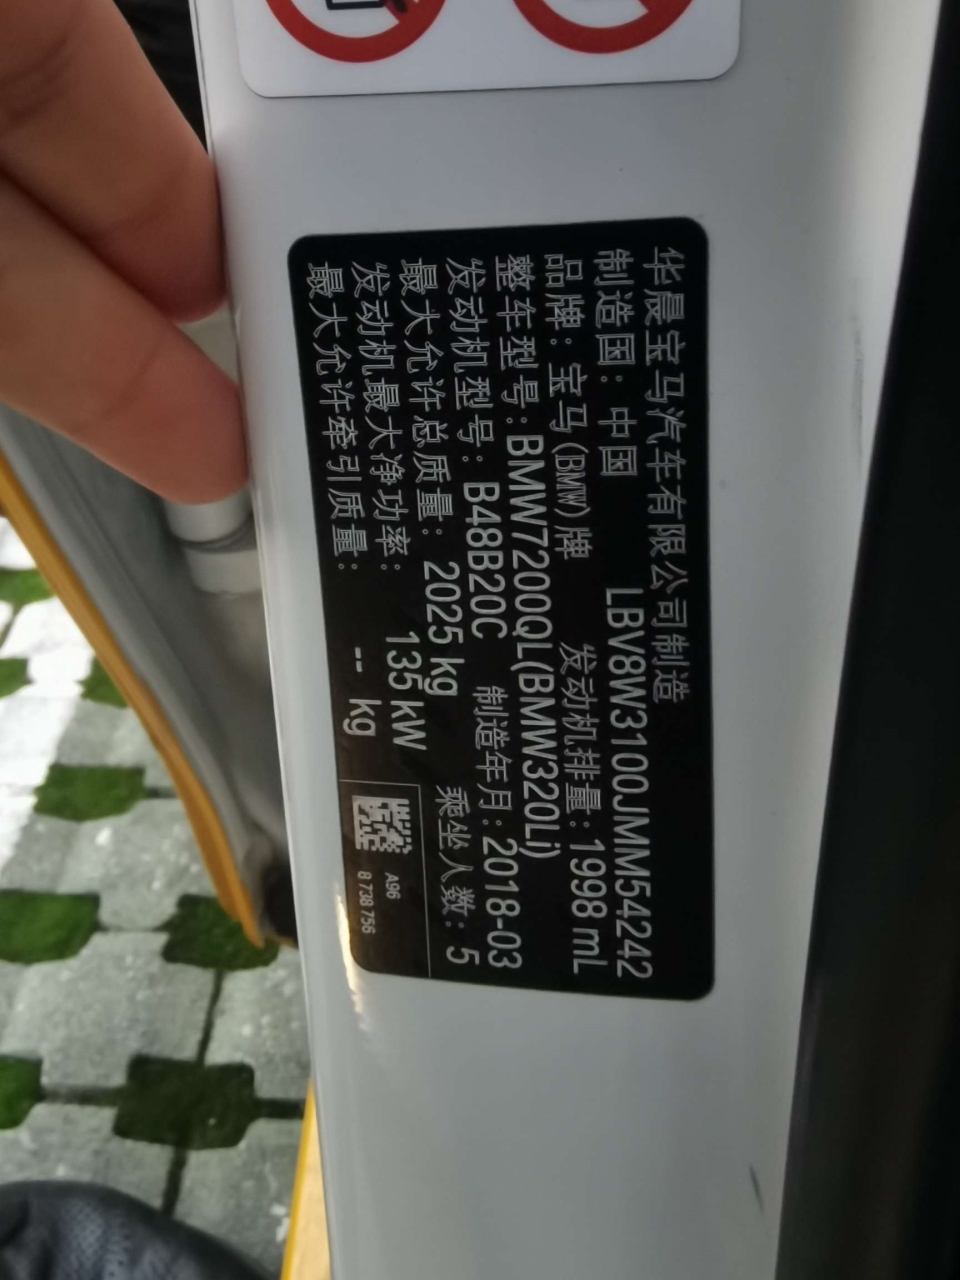 华晨宝马汽车有限公司制造
制造国：中国 LBV8W3100JMM54242
品牌：宝马(BMW)牌 发动机排量：1998 mL
整车型号：BMW7200QL(BMW320Li)
发动机型号：B48B20C 制造年月：2018-03
最大允许总质量：2025 kg 乘坐人数：5
发动机最大净功率：135 kW
最大允许牵引质量：-- kg
A96
8 738 756